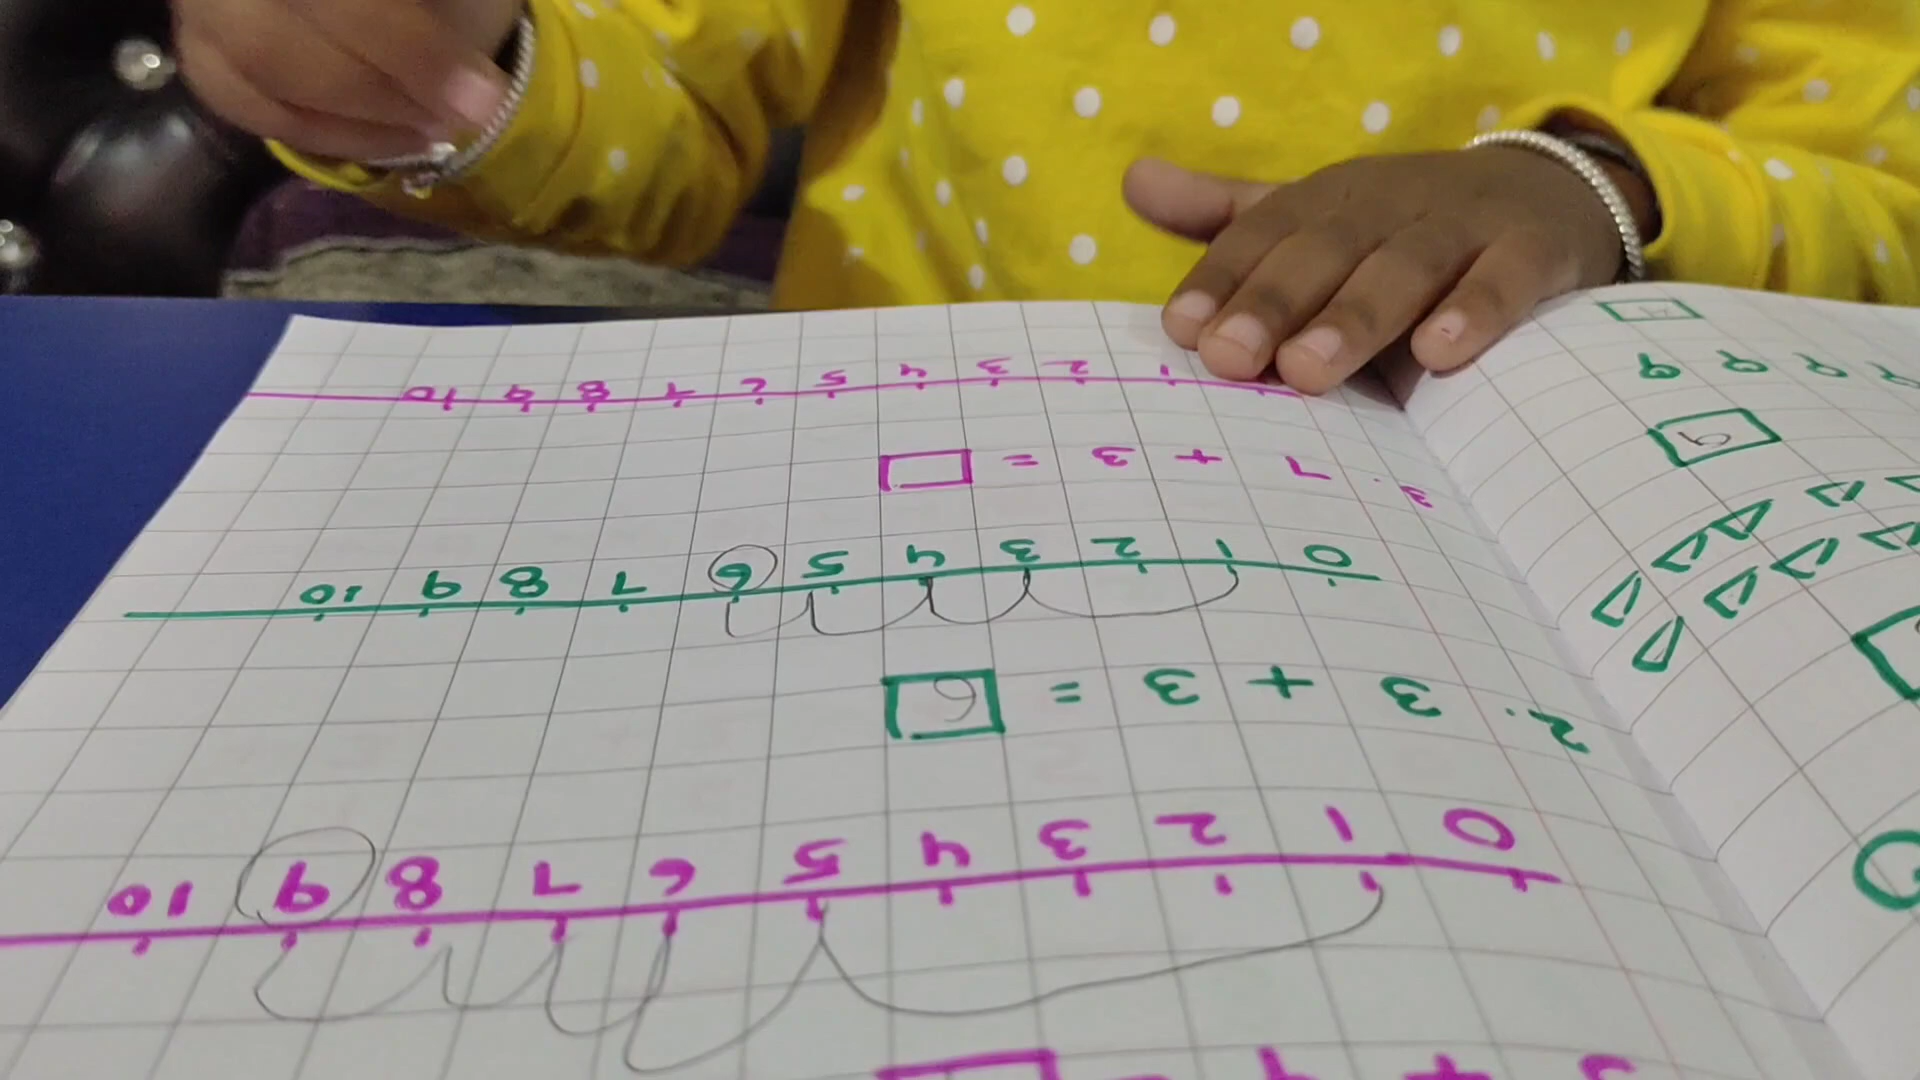 5 + 4 =
0 1 2 3 4 5 6 7 8 9 10
2. 3 + 3 = 6
0 1 2 3 4 5 6 7 8 9 10
3. 7 + 3 =
1 2 3 4 5 6 7 8 9 10